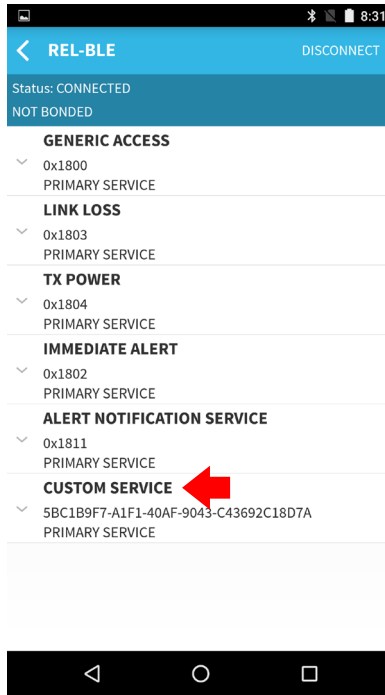 8:31
REL-BLE
DISCONNECT
Status: CONNECTED
NOT BONDED
GENERIC ACCESS
0x1800
PRIMARY SERVICE
LINK LOSS
0x1803
PRIMARY SERVICE
TX POWER
0x1804
PRIMARY SERVICE
IMMEDIATE ALERT
0x1802
PRIMARY SERVICE
ALERT NOTIFICATION SERVICE
0x1811
PRIMARY SERVICE
CUSTOM SERVICE
5BC1B9F7-A1F1-40AF-9043-C43692C18D7A
PRIMARY SERVICE